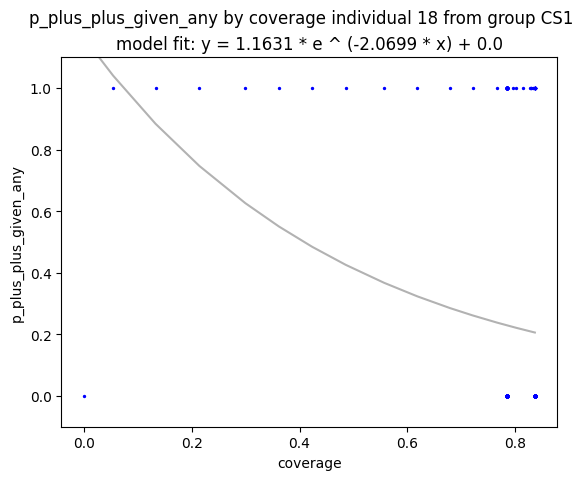 p_plus_plus_given_any by coverage individual 18 from group CS1
model fit: y = 1.1631 * e ^ (-2.0699 * x) + 0.0
1.0
0.8
0.6
0.4
0.2
0.0
p_plus_plus_given_any
0.0 0.2 0.4 0.6 0.8
coverage